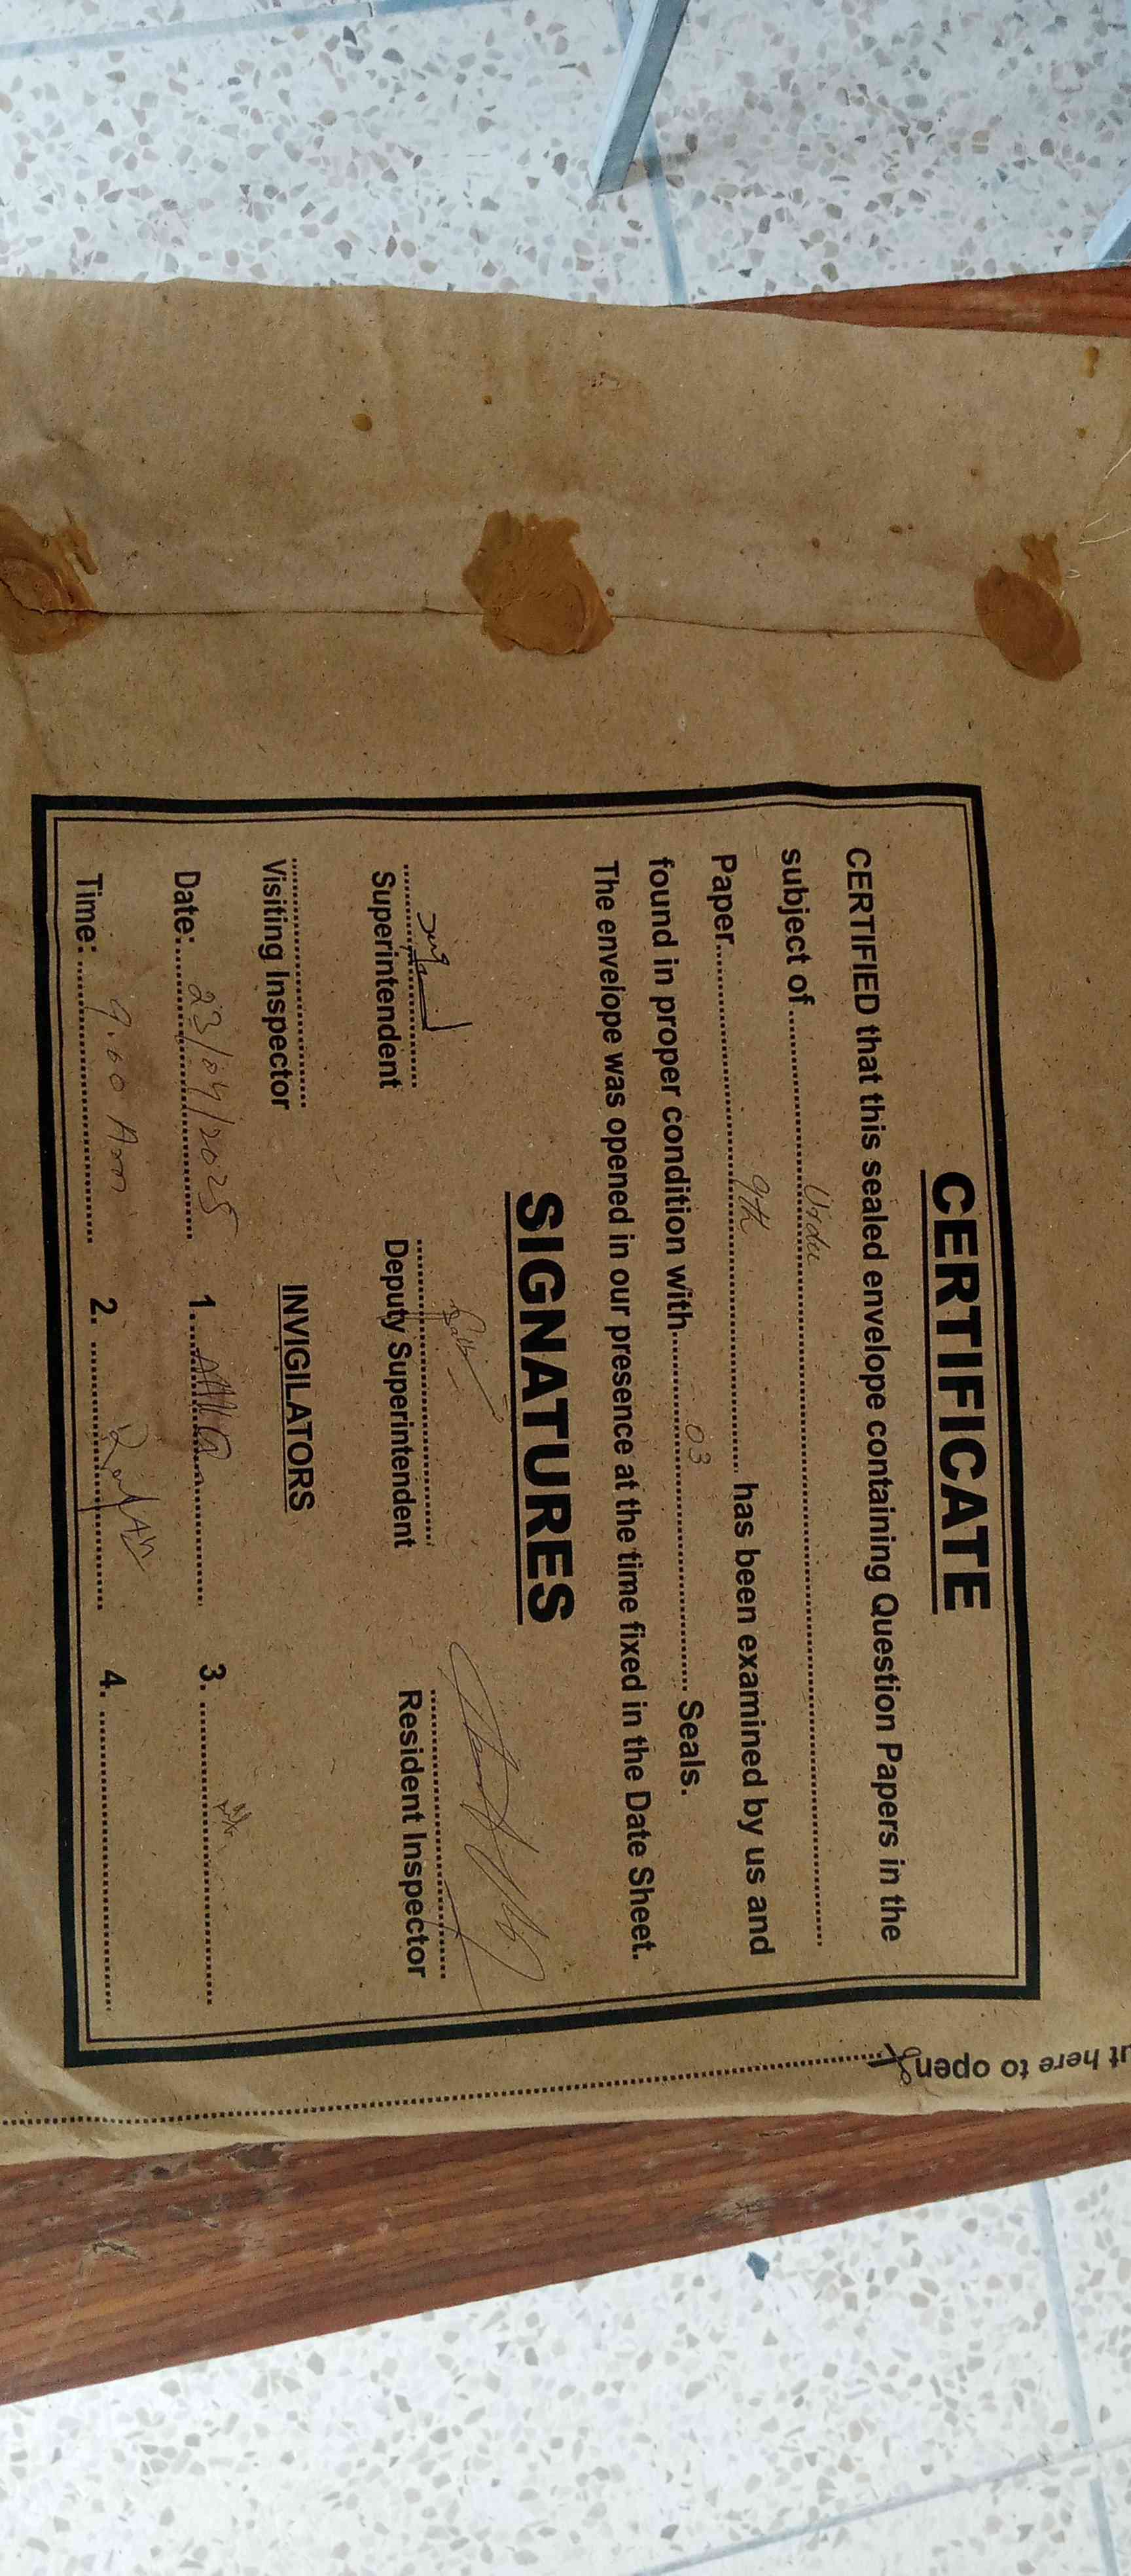 CERTIFICATE
CERTIFIED that this sealed envelope containing Question Papers in the
subject of Urdu
Paper 9th has been examined by us and
found in proper condition with 03 Seals.
The envelope was opened in our presence at the time fixed in the Date Sheet.
SIGNATURES
Superintendent Deputy Superintendent Resident Inspector
Visiting Inspector INVIGILATORS
Date: 23/04/2025 1. 3.
Time: 9.00 Am 2. 4.
ut here to open